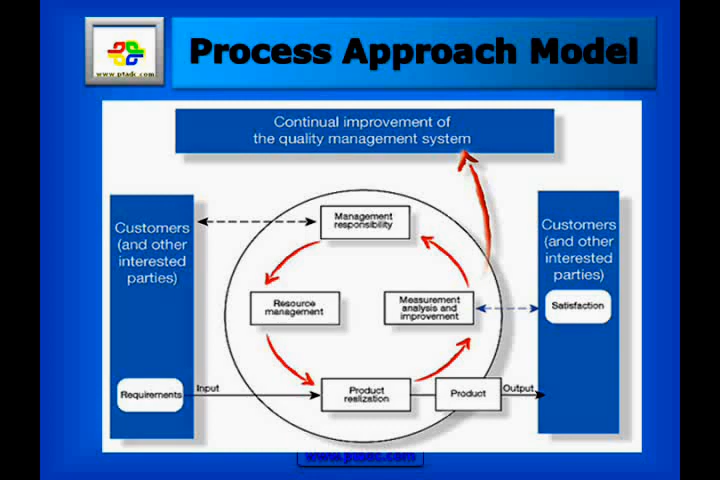 Process Approach Model
www.ptadc.com
Continual improvement of
the quality management system
Customers
(and other
interested
parties)
Management
responsibility
Customers
(and other
interested
parties)
Resource
management
Measurement
analysis and
improvement
Satisfaction
Requirements
Input
Product
realization
Product
Output
www.ptadc.com